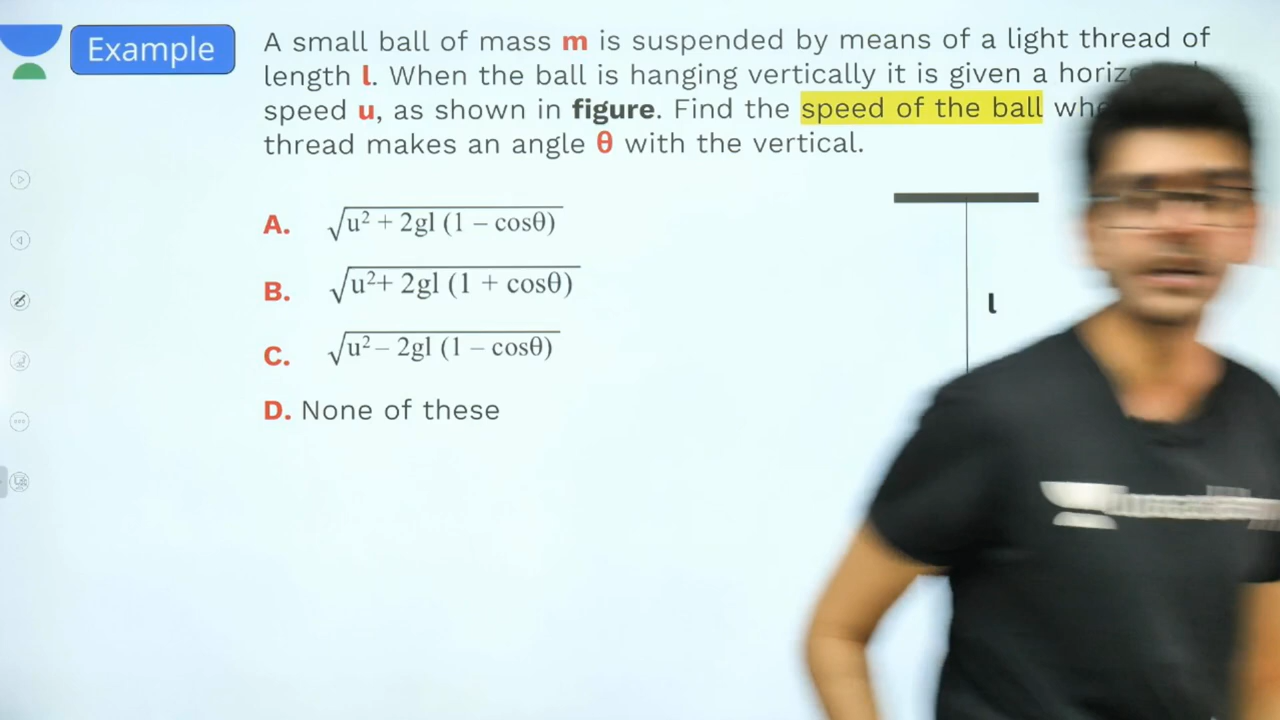 Example
A small ball of mass m is suspended by means of a light thread of
length l. When the ball is hanging vertically it is given a
speed u, as shown in figure. Find the speed of the ball
thread makes an angle θ with the vertical.
A. √u² + 2gl (1 – cosθ)
B. √u²+ 2gl (1 + cosθ)
C. √u² – 2gl (1 – cosθ)
D. None of these
l